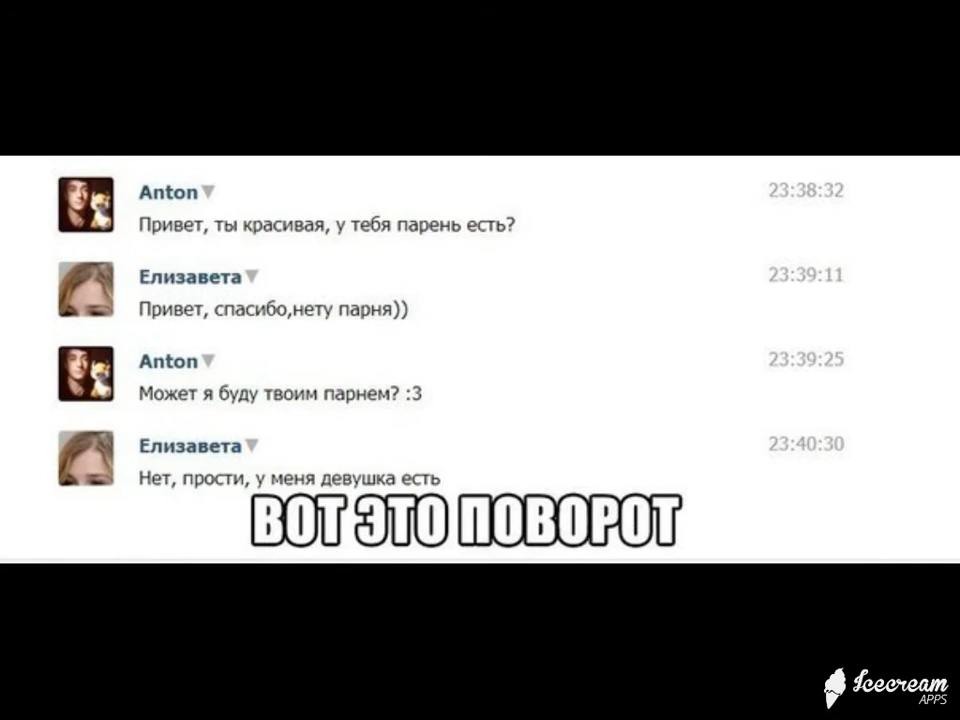 Anton
23:38:32
Привет, ты красивая, у тебя парень есть?
Елизавета
23:39:11
Привет, спасибо,нету парня))
Anton
23:39:25
Может я буду твоим парнем? :3
Елизавета
23:40:30
Нет, прости, у меня девушка есть
ВОТ ЭТО ПОВОРОТ
Icecream
APPS